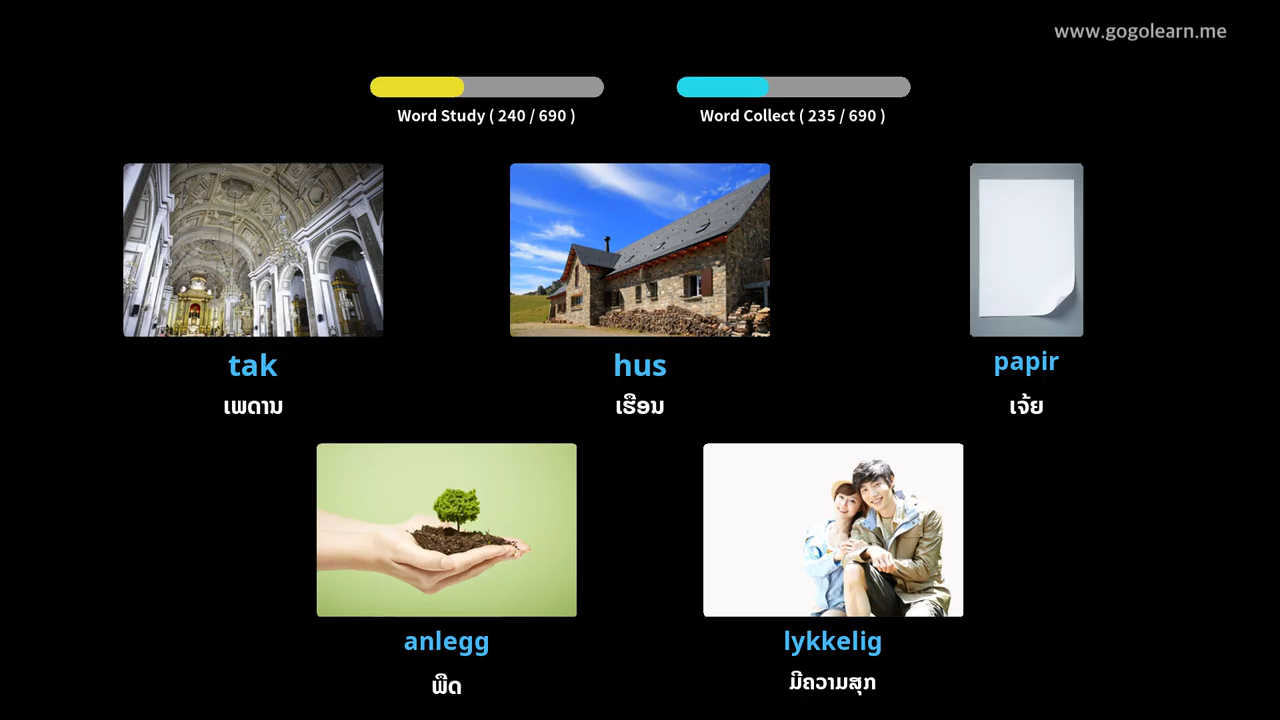 www.gogolearn.me
Word Study ( 240 / 690 )
Word Collect ( 235 / 690 )
tak
hus
papir
ເພດານ
ເຮືອນ
ເຈ້ຍ
anlegg
lykkelig
ພືດ
ມີຄວາມສຸກ